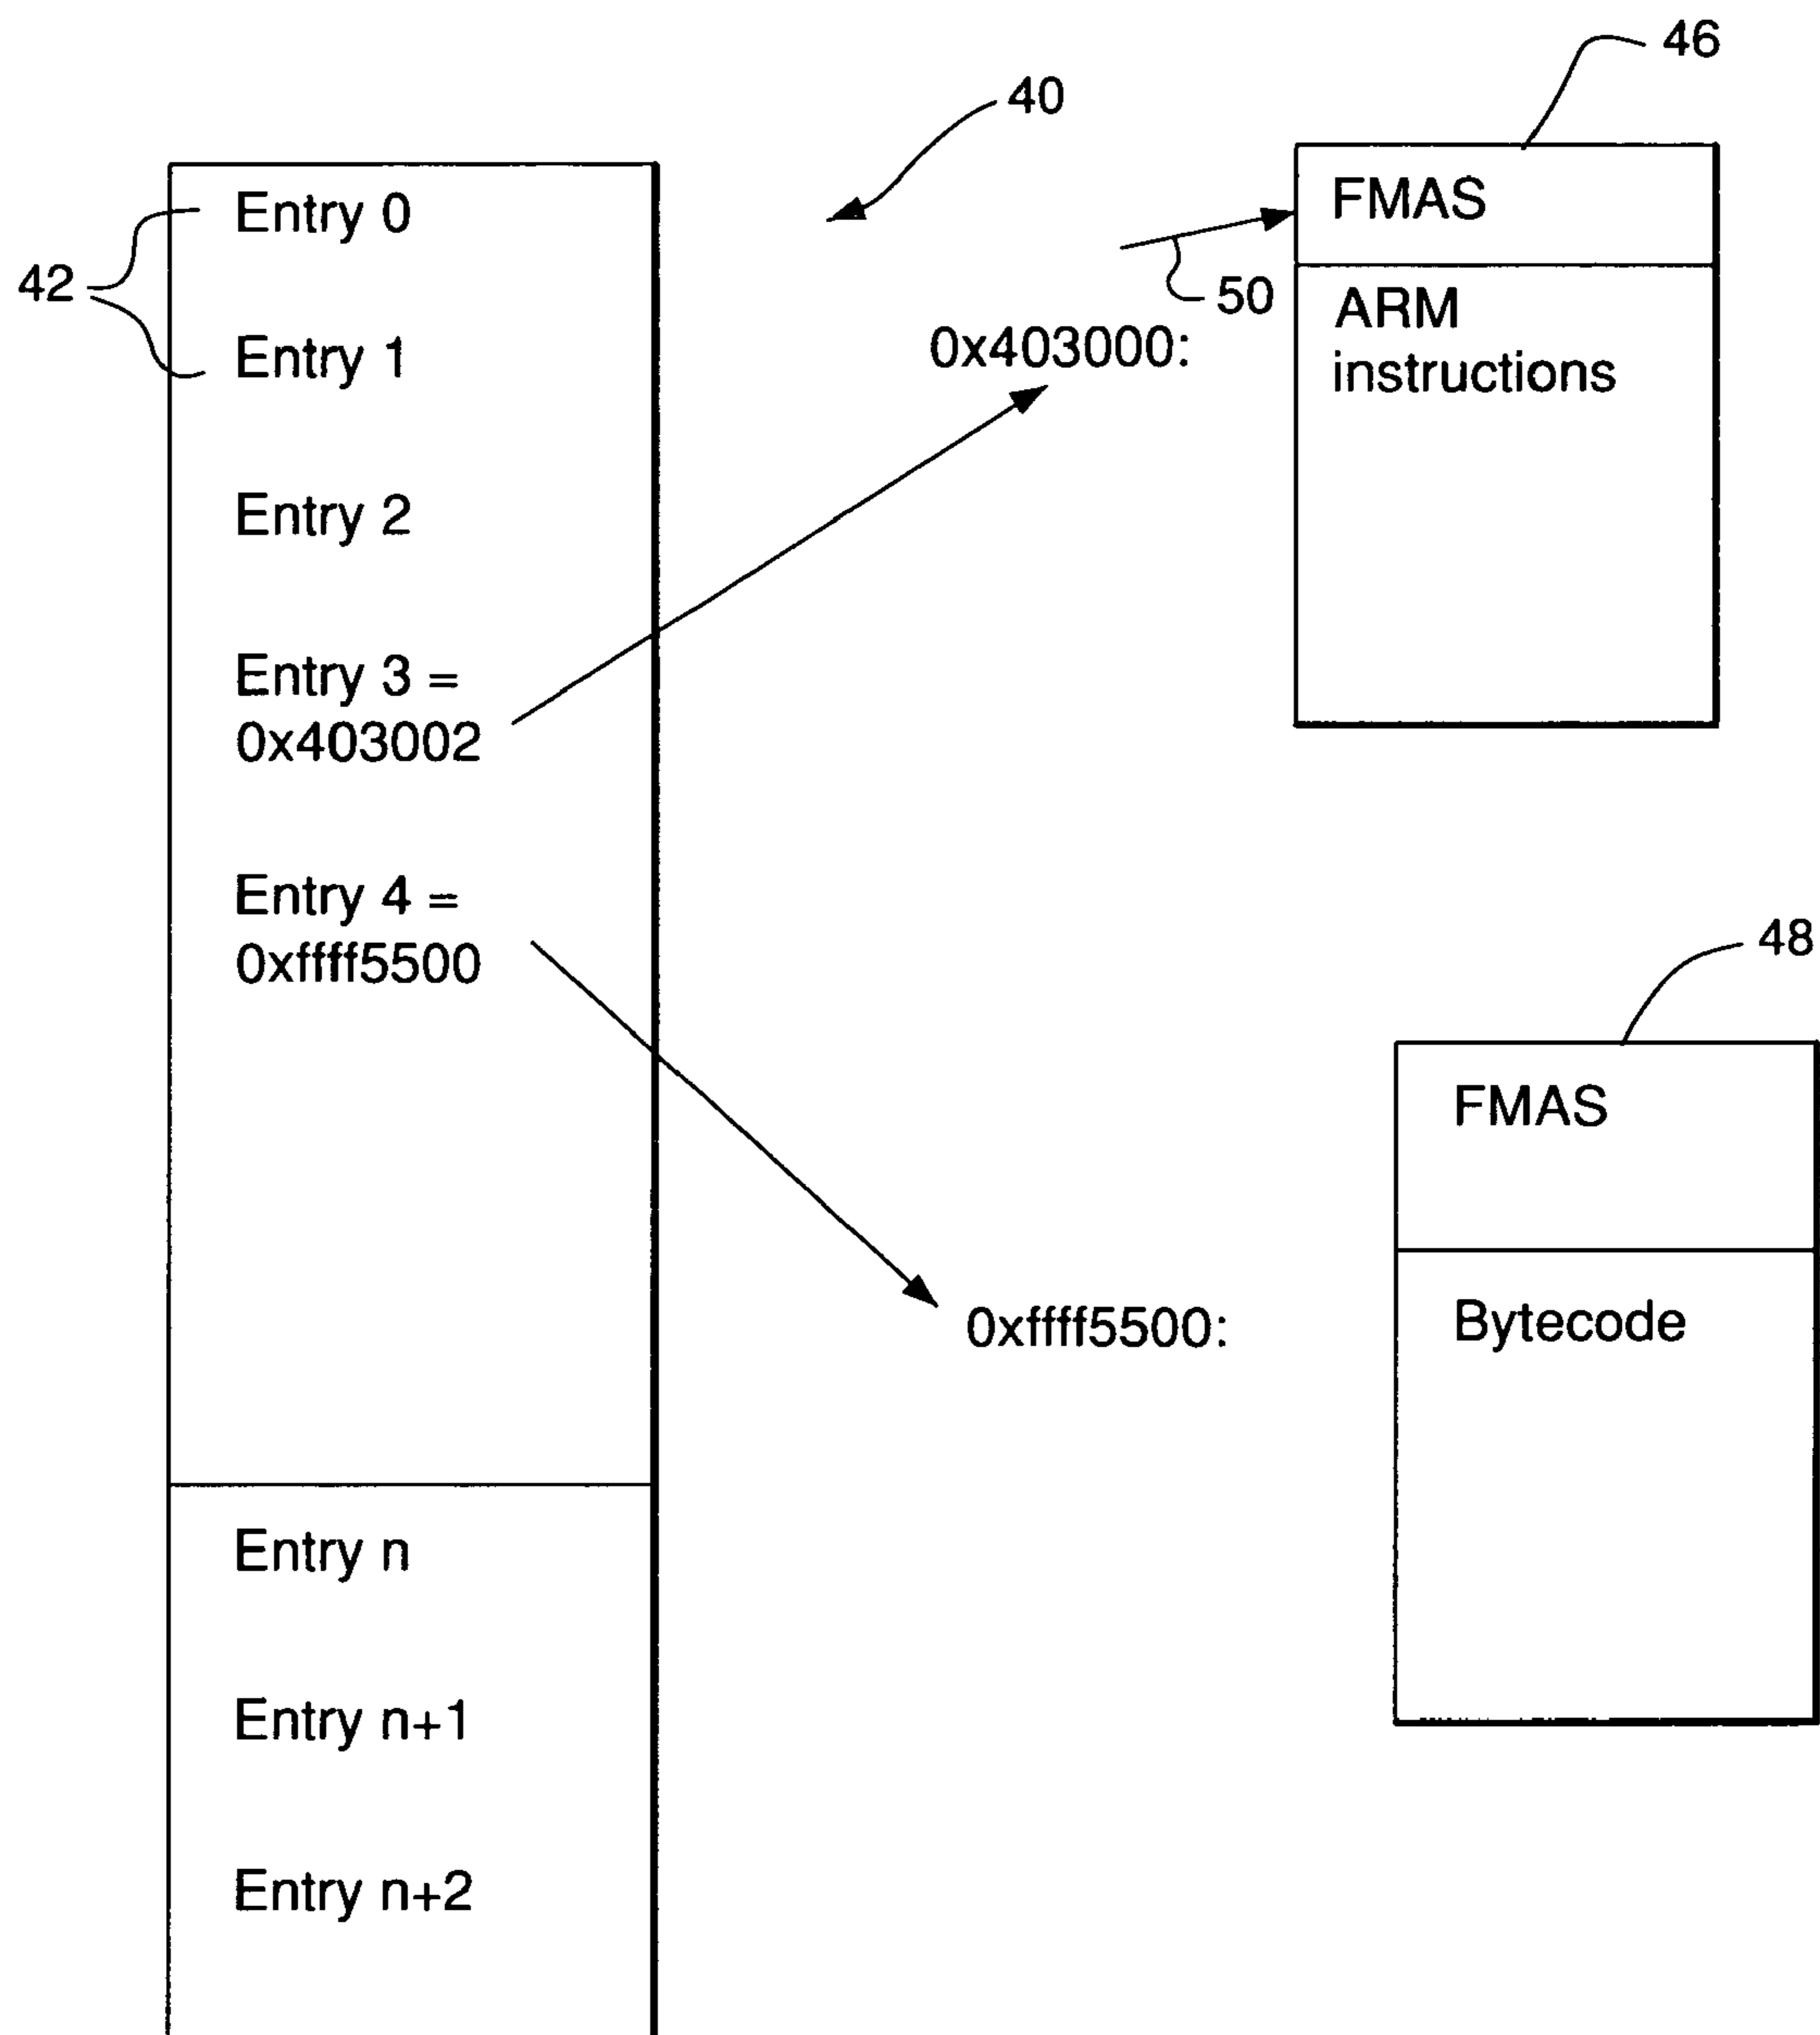 46
40
Entry 0
FMAS
42
50
Entry 1
0x403000:
ARM
instructions
Entry 2
Entry 3 =
0x403002
Entry 4 =
0xffff5500
48
FMAS
0xffff5500:
Bytecode
Entry n
Entry n+1
Entry n+2